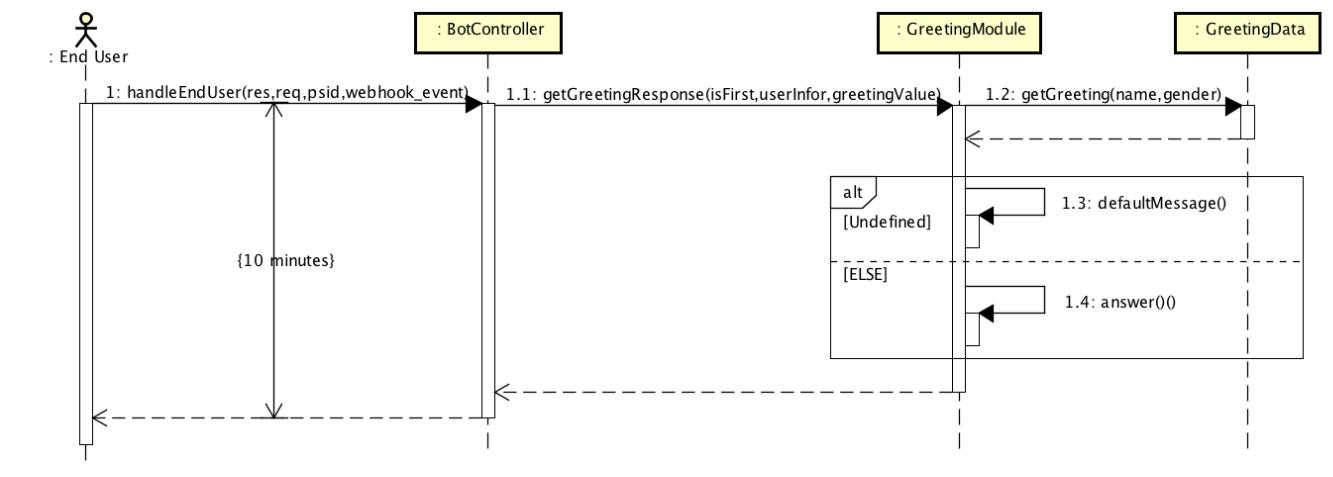 : End User
: BotController
: GreetingModule
: GreetingData
1: handleEndUser(res,req,psid,webhook_event)
1.1: getGreetingResponse(isFirst,userInfor,greetingValue)
1.2: getGreeting(name,gender)
alt
1.3: defaultMessage()
[Undefined]
{10 minutes}
[ELSE]
1.4: answer()()